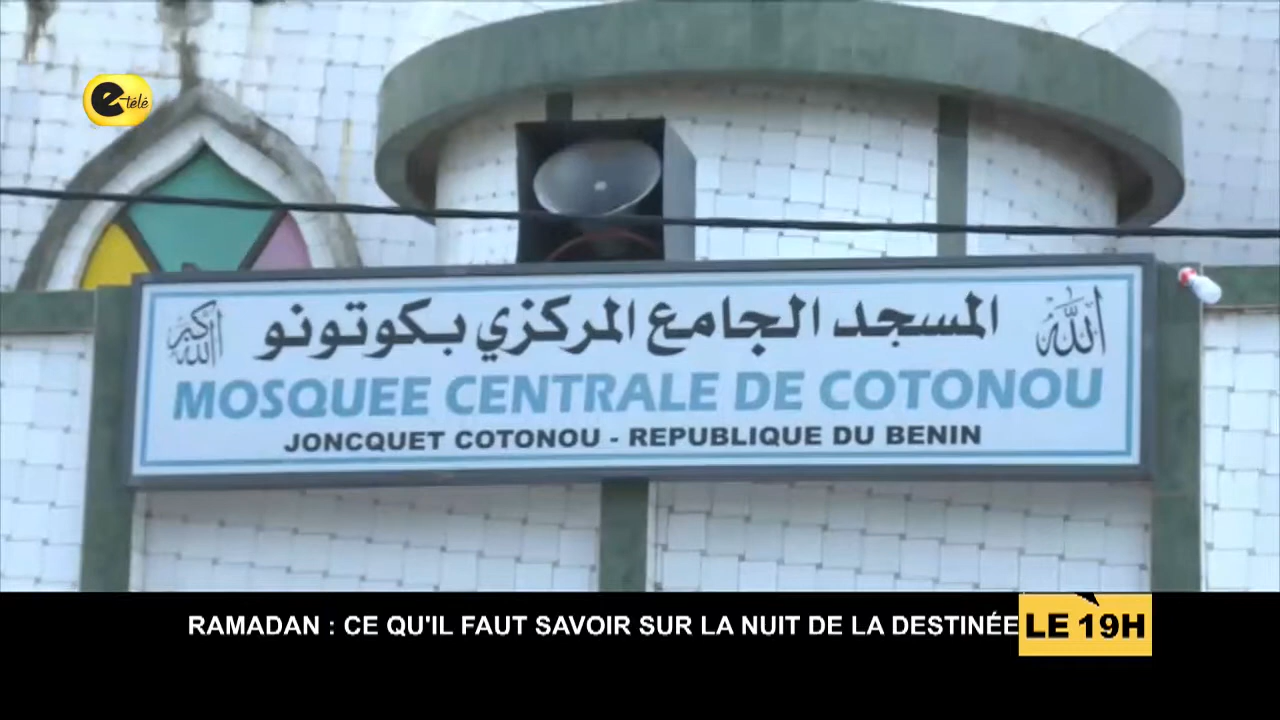 e-télé
المسجد الجامع المركزي بكوتونو
الله
الله أكبر
MOSQUEE CENTRALE DE COTONOU
JONCQUET COTONOU - REPUBLIQUE DU BENIN
RAMADAN : CE QU'IL FAUT SAVOIR SUR LA NUIT DE LA DESTINÉE
LE 19H